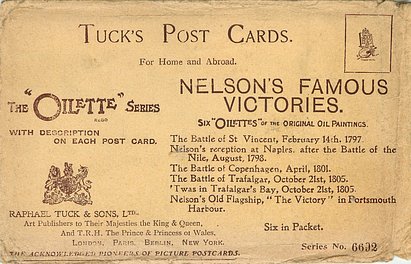 TUCK'S POST CARDS.
For Home and Abroad.
THE "OILETTE" SERIES
REGD
WITH DESCRIPTION
ON EACH POST CARD.
RAPHAEL TUCK & SONS, LTD.
Art Publishers to Their Majesties the King & Queen,
And T.R.H. The Prince & Princess of Wales.
LONDON, PARIS, BERLIN, NEW YORK.
THE ACKNOWLEDGED PIONEERS OF PICTURE POSTCARDS.
NELSON'S FAMOUS
VICTORIES.
SIX "OILETTES" OF THE ORIGINAL OIL PAINTINGS.
The Battle of St Vincent, February 14th. 1797.
Nelson's reception at Naples. after the Battle of the
Nile, August, 1798.
The Battle of Copenhagen, April, 1801.
The Battle of Trafalgar, October 21st, 1805.
'Twas in Trafalgar's Bay, October 21st, 1805.
Nelson's Old Flagship, "The Victory" in Portsmouth
Harbour.
Six in Packet.
Series No. 6692